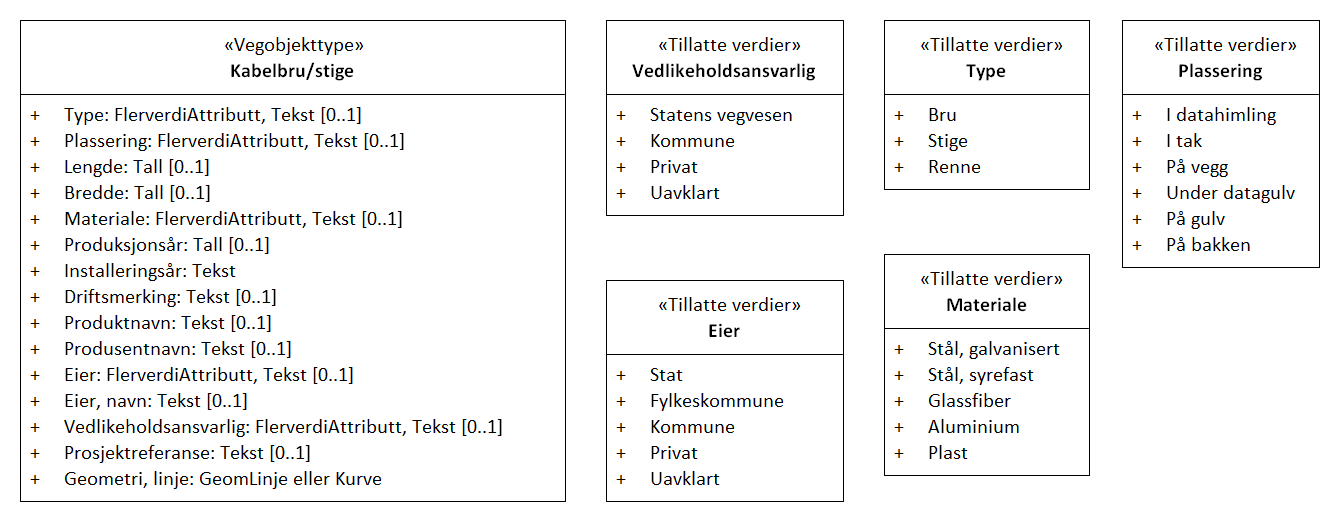 «Vegobjekttype»
Kabelbru/stige
+ Type: FlerverdiAttributt, Tekst [0..1]
+ Plassering: FlerverdiAttributt, Tekst [0..1]
+ Lengde: Tall [0..1]
+ Bredde: Tall [0..1]
+ Materiale: FlerverdiAttributt, Tekst [0..1]
+ Produksjonsår: Tall [0..1]
+ Installeringsår: Tekst
+ Driftsmerking: Tekst [0..1]
+ Produktnavn: Tekst [0..1]
+ Produsentnavn: Tekst [0..1]
+ Eier: FlerverdiAttributt, Tekst [0..1]
+ Eier, navn: Tekst [0..1]
+ Vedlikeholdsansvarlig: FlerverdiAttributt, Tekst [0..1]
+ Prosjektreferanse: Tekst [0..1]
+ Geometri, linje: GeomLinje eller Kurve
«Tillatte verdier»
Vedlikeholdsansvarlig
+ Statens vegvesen
+ Kommune
+ Privat
+ Uavklart
«Tillatte verdier»
Eier
+ Stat
+ Fylkeskommune
+ Kommune
+ Privat
+ Uavklart
«Tillatte verdier»
Type
+ Bru
+ Stige
+ Renne
«Tillatte verdier»
Materiale
+ Stål, galvanisert
+ Stål, syrefast
+ Glassfiber
+ Aluminium
+ Plast
«Tillatte verdier»
Plassering
+ I datahimling
+ I tak
+ På vegg
+ Under datagulv
+ På gulv
+ På bakken